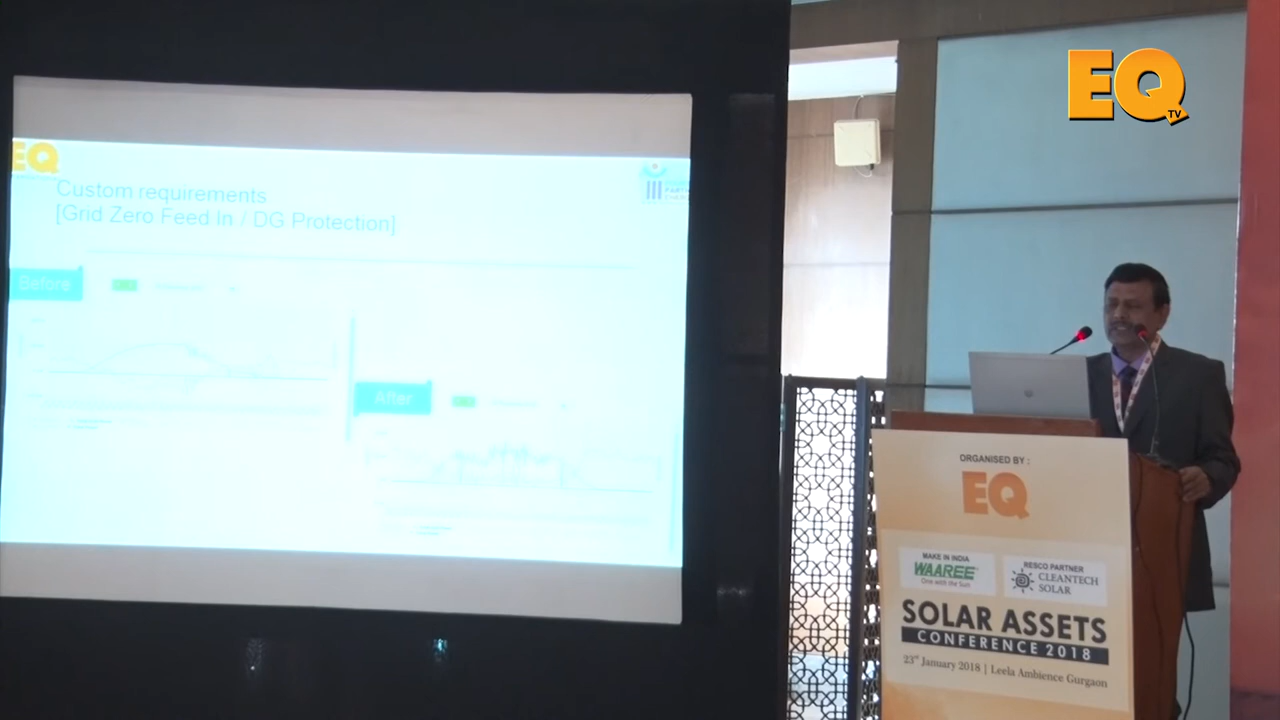 EQ
TV
EQ
Custom requirements
[Grid Zero Feed In / DG Protection]
Before
After
ORGANISED BY :
EQ
MAKE IN INDIA
WAAREE
One with the Sun
RESCO PARTNER
CLEANTECH
SOLAR
SOLAR ASSETS
CONFERENCE 2018
23rd January 2018 | Leela Ambience Gurgaon